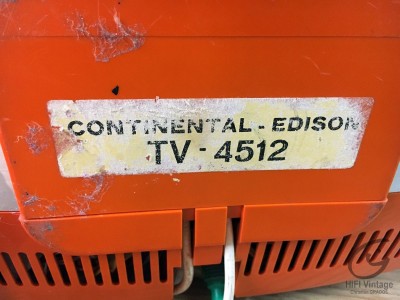 CONTINENTAL - EDISON
TV - 4512
HIFI Vintage